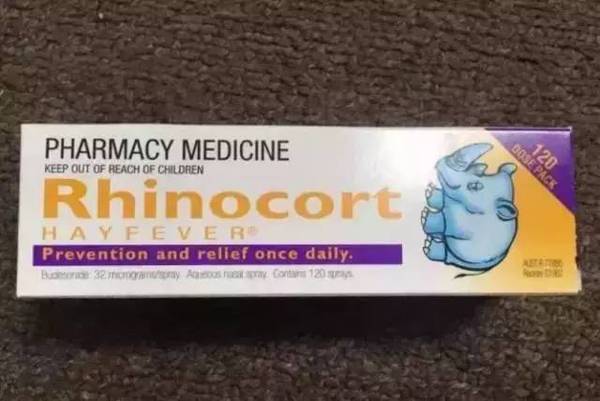 PHARMACY MEDICINE
KEEP OUT OF REACH OF CHILDREN
Rhinocort
HAYFEVER®
Prevention and relief once daily.
Budesonide 32 micrograms/spray Aqueous nasal spray Contains 120 sprays
120
DOSE PACK
AUST R